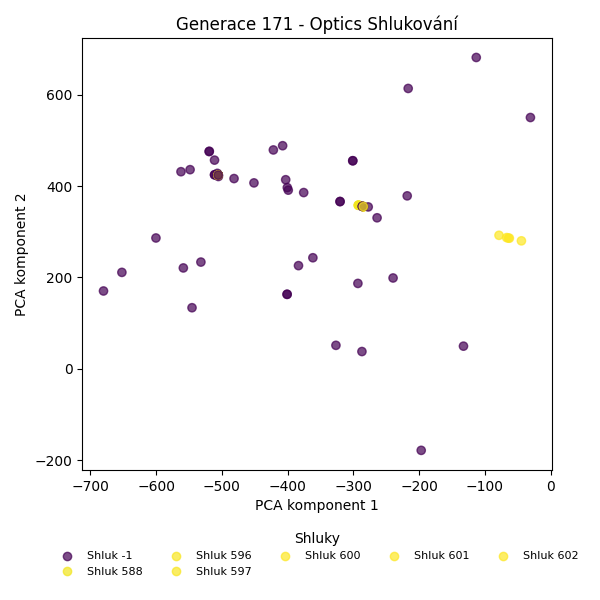 Generace 171 - Optics Shlukování
PCA komponent 2
600
400
200
0
−200
−700 −600 −500 −400 −300 −200 −100 0
PCA komponent 1
Shluky
Shluk -1 Shluk 596 Shluk 600 Shluk 601 Shluk 602
Shluk 588 Shluk 597